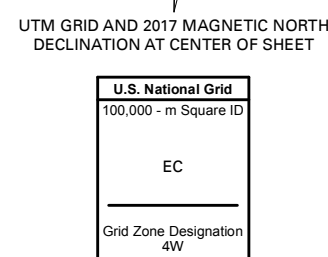 UTM GRID AND 2017 MAGNETIC NORTH
DECLINATION AT CENTER OF SHEET
U.S. National Grid
100,000 - m Square ID
EC
Grid Zone Designation
4W